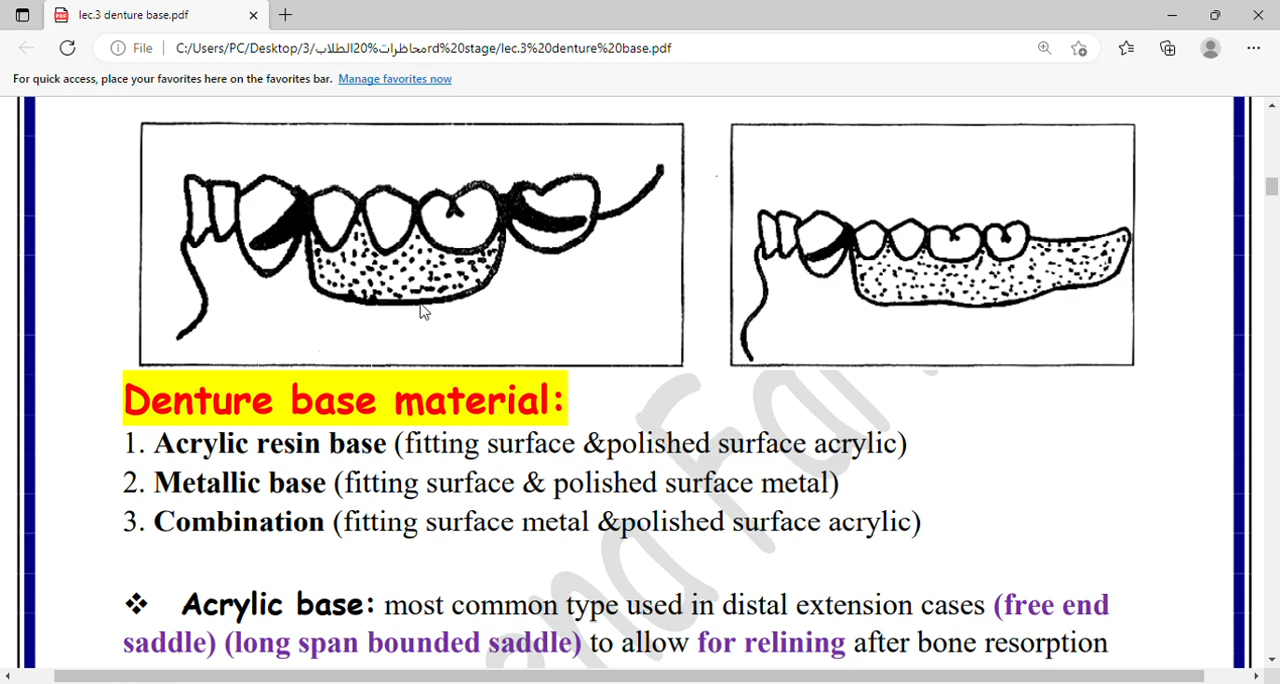 lec.3 denture base.pdf
File
C:/Users/PC/Desktop/3/محاظرات%20الطلابrd%20stage/lec.3%20denture%20base.pdf
For quick access, place your favorites here on the favorites bar. Manage favorites now
Denture base material:
1. Acrylic resin base (fitting surface &polished surface acrylic)
2. Metallic base (fitting surface & polished surface metal)
3. Combination (fitting surface metal &polished surface acrylic)
❖ Acrylic base: most common type used in distal extension cases (free end
saddle) (long span bounded saddle) to allow for relining after bone resorption